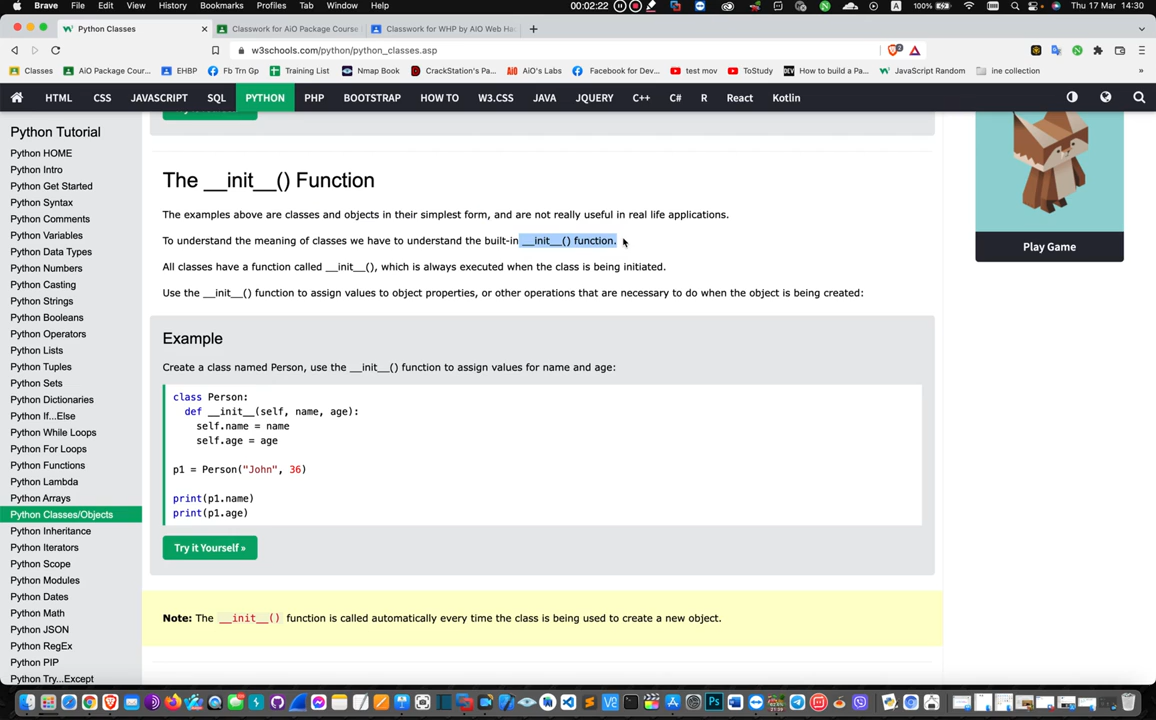 Brave File Edit View History Bookmarks Profiles Tab Window Help 00:02:22 100% Thu 17 Mar 14:30
Python Classes Classwork for AiO Package Course Classwork for WHP by AIO Web Ha
w3schools.com/python/python_classes.asp
Classes AiO Package Cour... EHBP Fb Trn Gp Training List Nmap Book CrackStation's Pa... AiO's Labs Facebook for Dev... test mov ToStudy How to build a Pa... JavaScript Random ine collection
HTML CSS JAVASCRIPT SQL PYTHON PHP BOOTSTRAP HOW TO W3.CSS JAVA JQUERY C++ C# R React Kotlin
Python Tutorial
Python HOME
Python Intro
Python Get Started
Python Syntax
Python Comments
Python Variables
Python Data Types
Python Numbers
Python Casting
Python Strings
Python Booleans
Python Operators
Python Lists
Python Tuples
Python Sets
Python Dictionaries
Python If...Else
Python While Loops
Python For Loops
Python Functions
Python Lambda
Python Arrays
Python Classes/Objects
Python Inheritance
Python Iterators
Python Scope
Python Modules
Python Dates
Python Math
Python JSON
Python RegEx
Python PIP
Python Try...Except
The __init__() Function
The examples above are classes and objects in their simplest form, and are not really useful in real life applications.
To understand the meaning of classes we have to understand the built-in __init__() function.
All classes have a function called __init__(), which is always executed when the class is being initiated.
Use the __init__() function to assign values to object properties, or other operations that are necessary to do when the object is being created:
Example
Create a class named Person, use the __init__() function to assign values for name and age:
class Person:
  def __init__(self, name, age):
    self.name = name
    self.age = age
p1 = Person("John", 36)
print(p1.name)
print(p1.age)
Try it Yourself »
Note: The __init__() function is called automatically every time the class is being used to create a new object.
Play Game